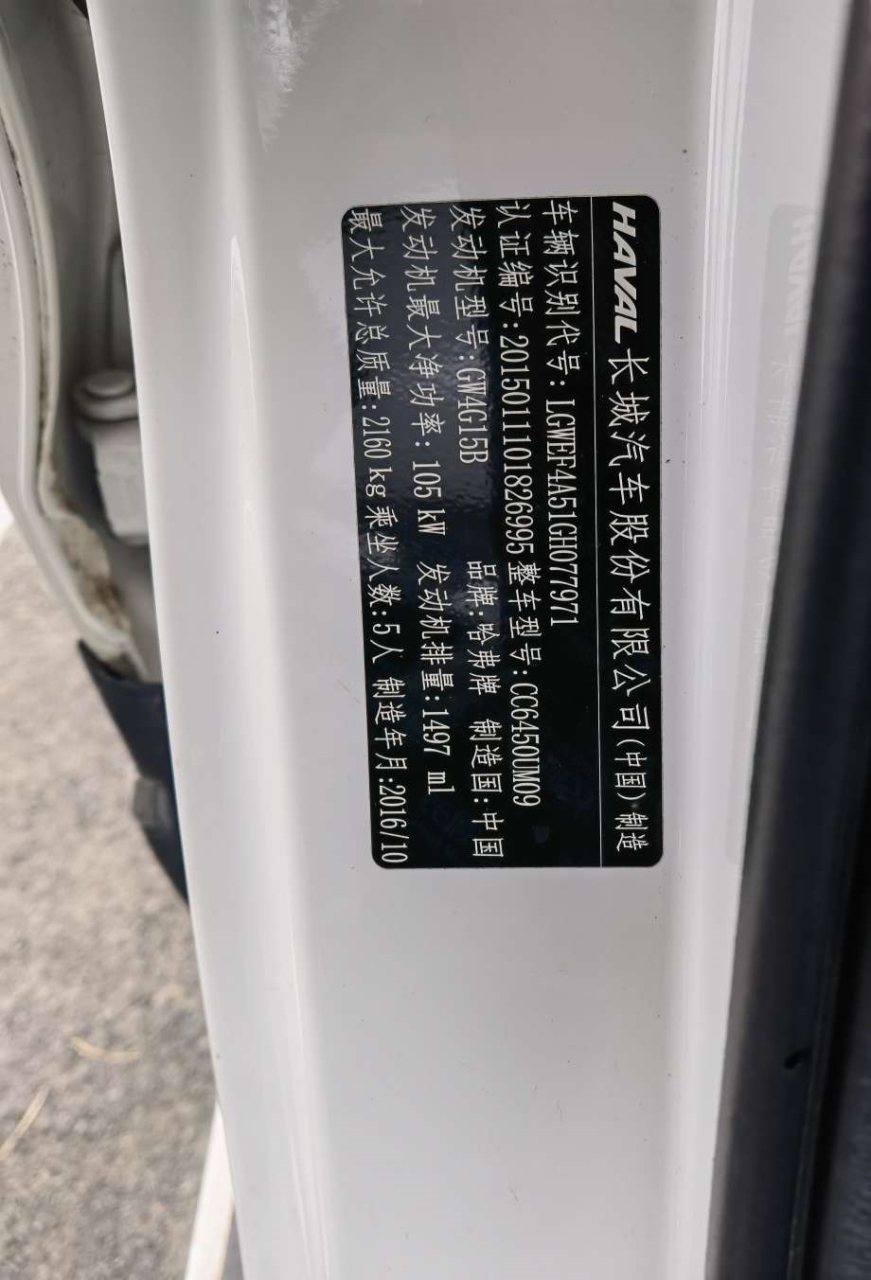 HAVAL 长城汽车股份有限公司(中国)制造
车辆识别代号: LGWEF4A51GH077971
认证编号:2015011101826995 整车型号:CC6450UM09
发动机型号:GW4G15B 品牌:哈弗牌 制造国:中国
发动机最大净功率: 105 kW 发动机排量:1497 ml
最大允许总质量:2160 kg 乘坐人数:5人 制造年月:2016/10